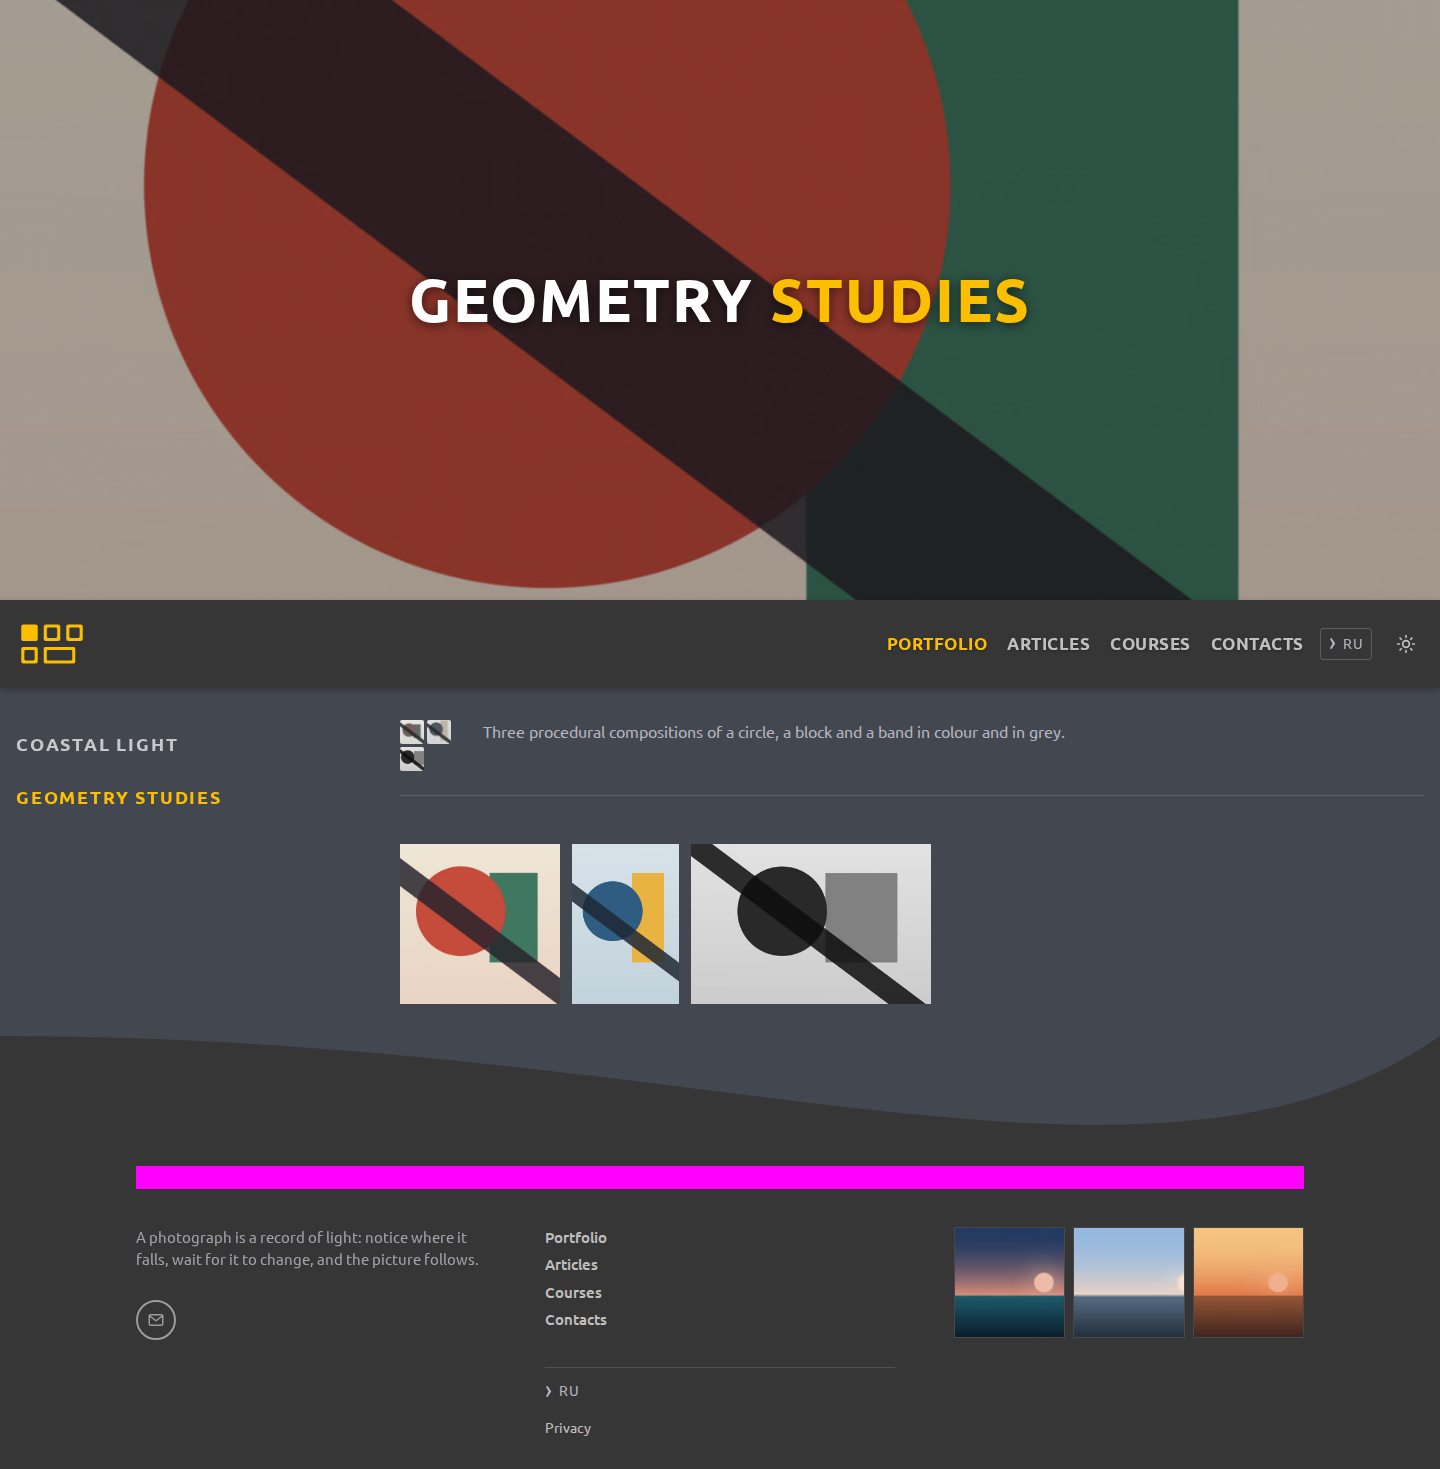 GEOMETRY STUDIES
PORTFOLIO ARTICLES COURSES CONTACTS RU
COASTAL LIGHT
GEOMETRY STUDIES
Three procedural compositions of a circle, a block and a band in colour and in grey.
A photograph is a record of light: notice where it
falls, wait for it to change, and the picture follows.
Portfolio
Articles
Courses
Contacts
RU
Privacy